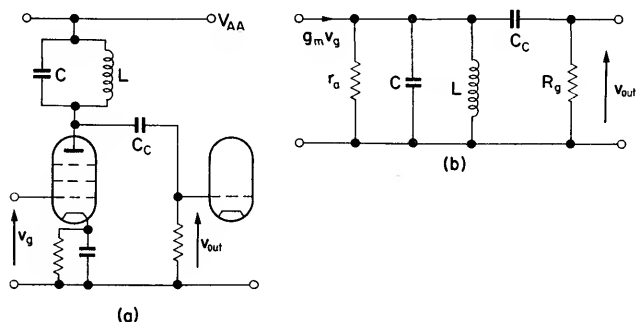 V_AA
C
L
C_C
v_g
v_out
(a)
g_m v_g
r_a
C
L
C_C
R_g
v_out
(b)